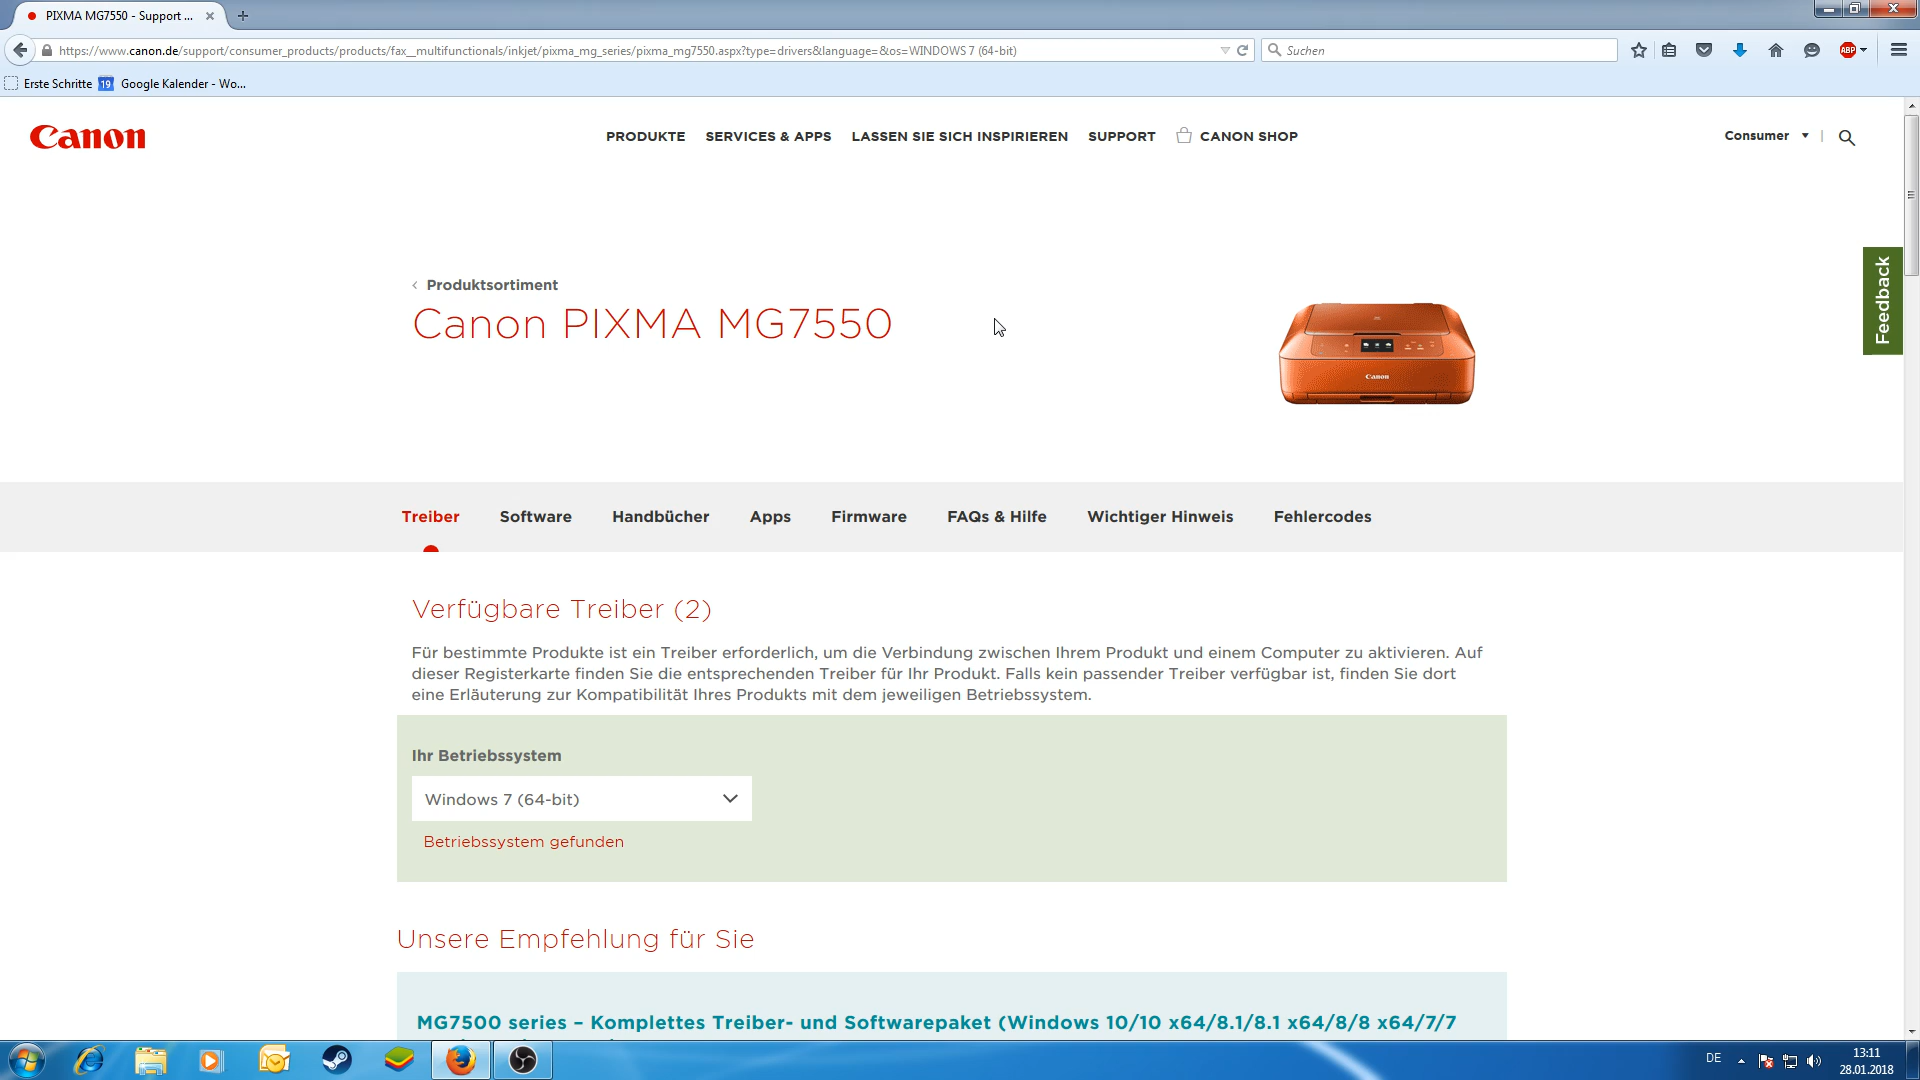 PIXMA MG7550 - Support ...
https://www.canon.de/support/consumer_products/products/fax__multifunctionals/inkjet/pixma_mg_series/pixma_mg7550.aspx?type=drivers&language=&os=WINDOWS 7 (64-bit)
Suchen
ABP
Erste Schritte
19
Google Kalender - Wo...
Canon
PRODUKTE
SERVICES & APPS
LASSEN SIE SICH INSPIRIEREN
SUPPORT
CANON SHOP
Consumer
Feedback
Produktsortiment
Canon PIXMA MG7550
Canon
Treiber
Software
Handbücher
Apps
Firmware
FAQs & Hilfe
Wichtiger Hinweis
Fehlercodes
Verfügbare Treiber (2)
Für bestimmte Produkte ist ein Treiber erforderlich, um die Verbindung zwischen Ihrem Produkt und einem Computer zu aktivieren. Auf
dieser Registerkarte finden Sie die entsprechenden Treiber für Ihr Produkt. Falls kein passender Treiber verfügbar ist, finden Sie dort
eine Erläuterung zur Kompatibilität Ihres Produkts mit dem jeweiligen Betriebssystem.
Ihr Betriebssystem
Windows 7 (64-bit)
Betriebssystem gefunden
Unsere Empfehlung für Sie
MG7500 series – Komplettes Treiber- und Softwarepaket (Windows 10/10 x64/8.1/8.1 x64/8/8 x64/7/7
DE
13:11
28.01.2018